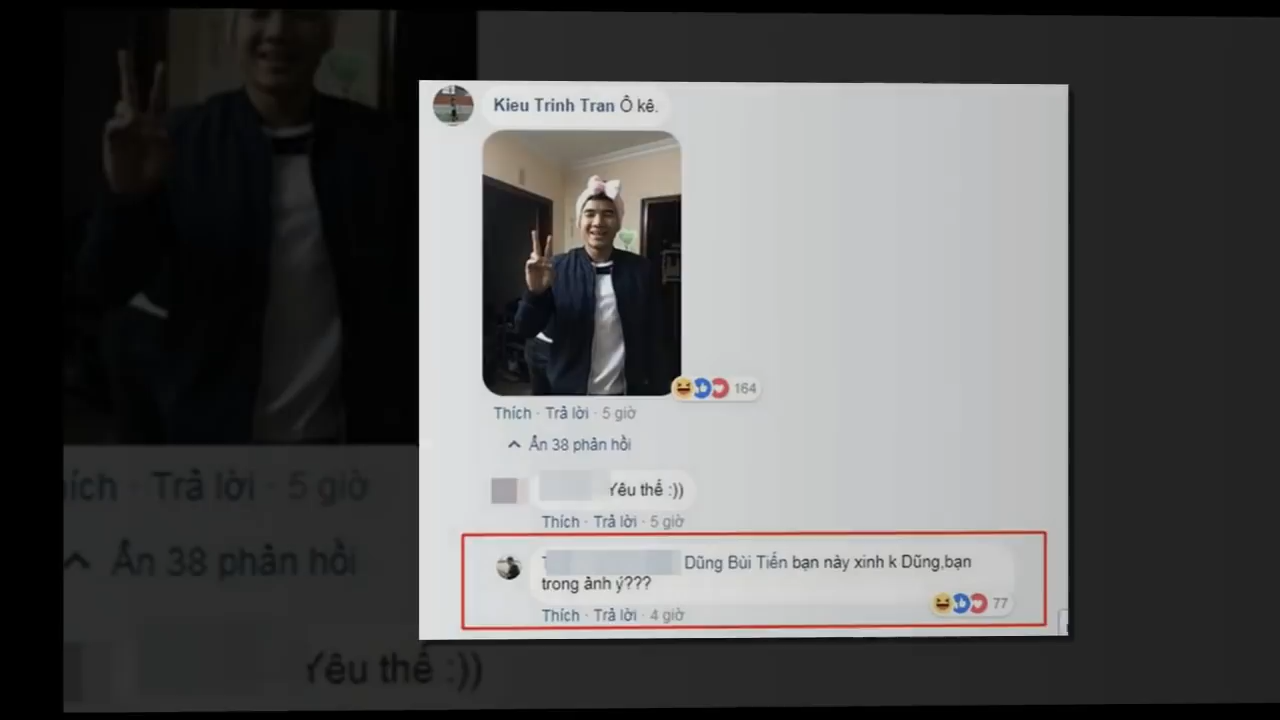 Kieu Trinh Tran Ô kê.
164
Thích · Trả lời · 5 giờ
Ẩn 38 phản hồi
Yêu thế :))
Thích · Trả lời · 5 giờ
Dũng Bùi Tiến bạn này xinh k Dũng,bạn
trong ảnh ý???
77
Thích · Trả lời · 4 giờ
ích · Trả lời · 5 giờ
Ẩn 38 phản hồi
Yêu thế :))